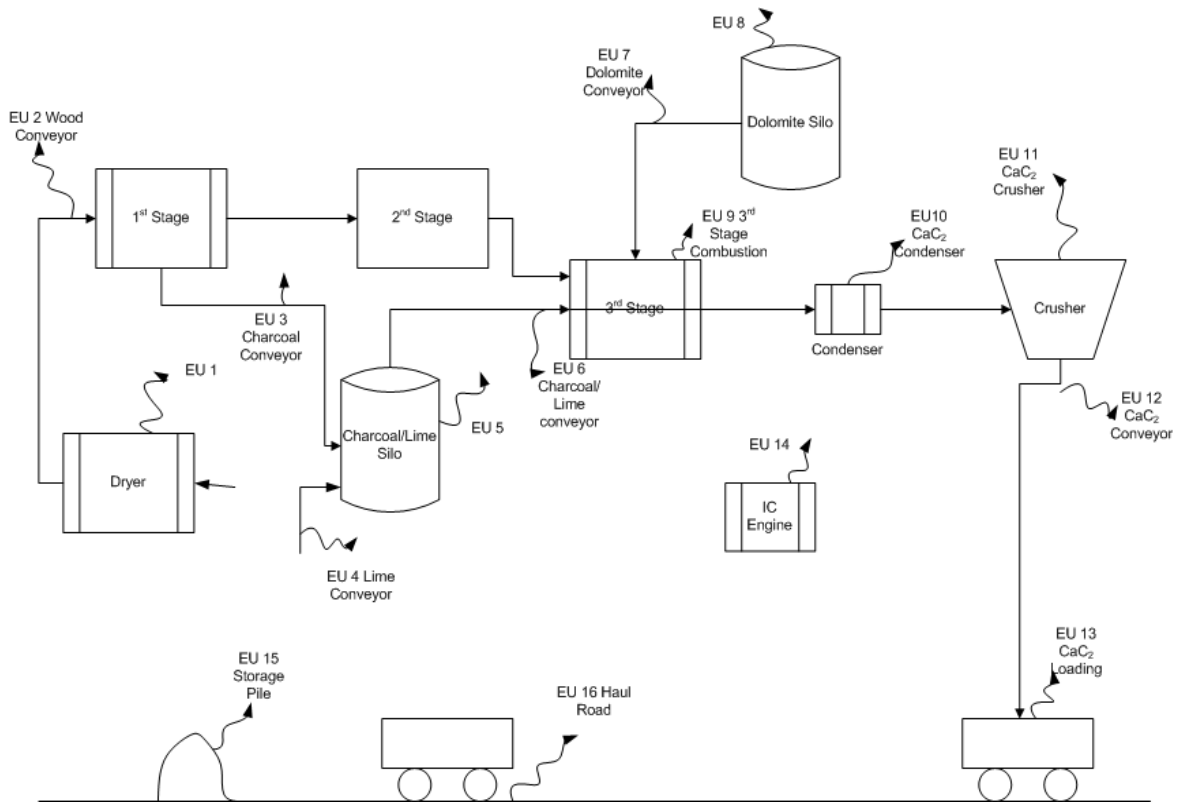 EU 8
EU 7
Dolomite
Conveyor
Dolomite Silo
EU 2 Wood
Conveyor
EU 11
CaC₂
Crusher
1st Stage
2nd Stage
EU 9 3rd
Stage
Combustion
EU10
CaC₂
Condenser
3rd Stage
Crusher
EU 3
Charcoal
Conveyor
Condenser
EU 1
EU 6
Charcoal/
Lime
conveyor
EU 5
EU 12
CaC₂
Conveyor
Charcoal/Lime
Silo
EU 14
Dryer
IC
Engine
EU 4 Lime
Conveyor
EU 13
CaC₂
Loading
EU 15
Storage
Pile
EU 16 Haul
Road